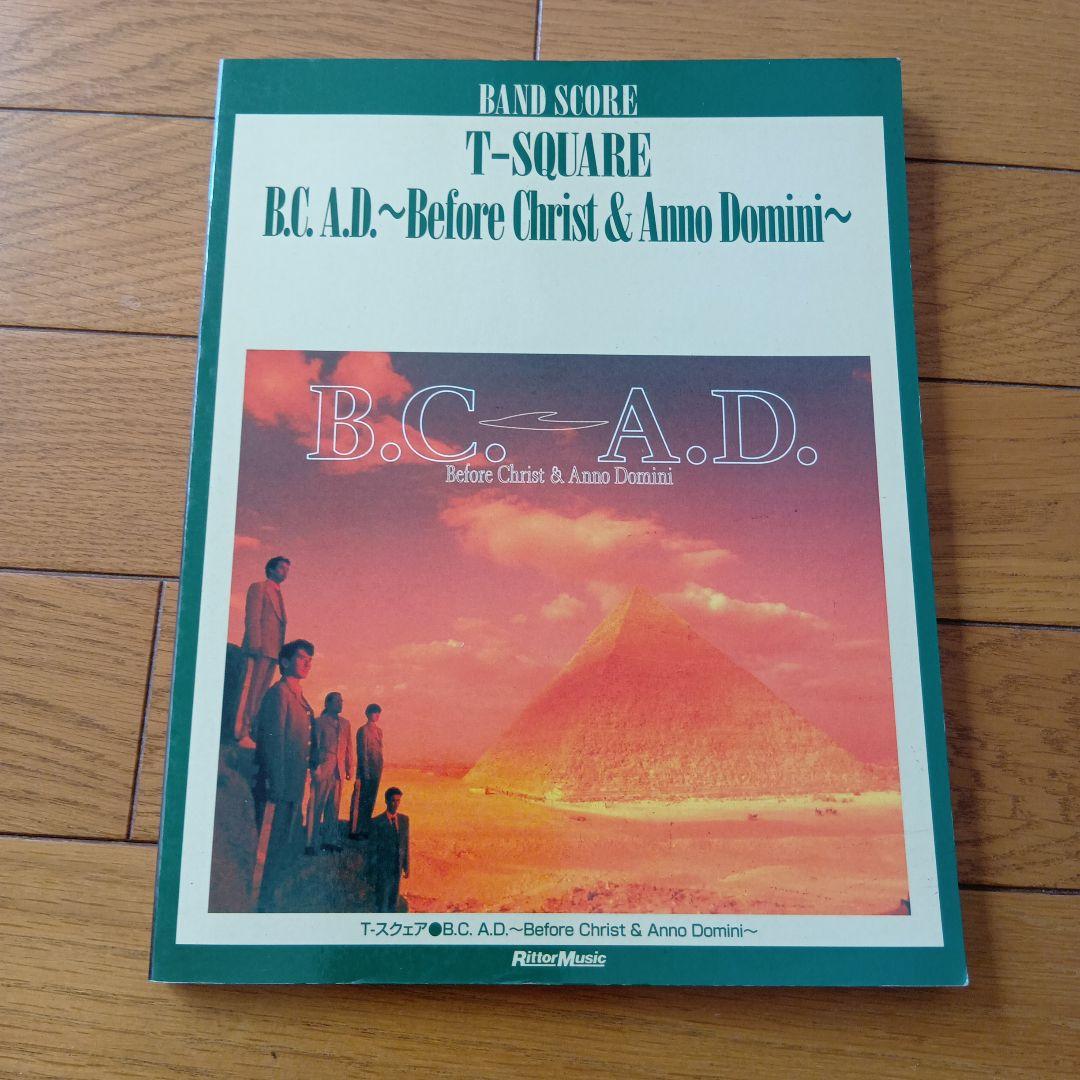 BAND SCORE
T-SQUARE
B.C. A.D.～Before Christ & Anno Domini～
B.C. A.D.
Before Christ & Anno Domini
T-スクェア●B.C. A.D.～Before Christ & Anno Domini～
RittorMusic